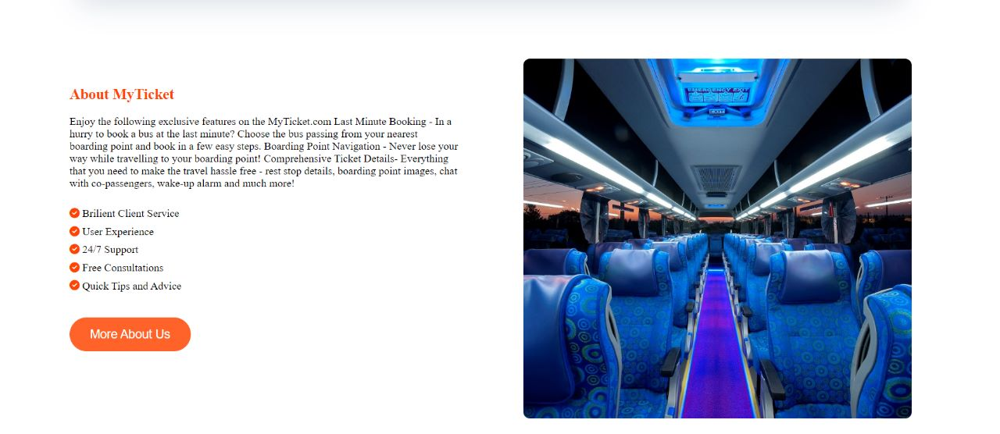 About MyTicket
Enjoy the following exclusive features on the MyTicket.com Last Minute Booking - In a
hurry to book a bus at the last minute? Choose the bus passing from your nearest
boarding point and book in a few easy steps. Boarding Point Navigation - Never lose your
way while travelling to your boarding point! Comprehensive Ticket Details- Everything
that you need to make the travel hassle free - rest stop details, boarding point images, chat
with co-passengers, wake-up alarm and much more!
Brilient Client Service
User Experience
24/7 Support
Free Consultations
Quick Tips and Advice
More About Us
EMERGENCY EXIT
EXIT